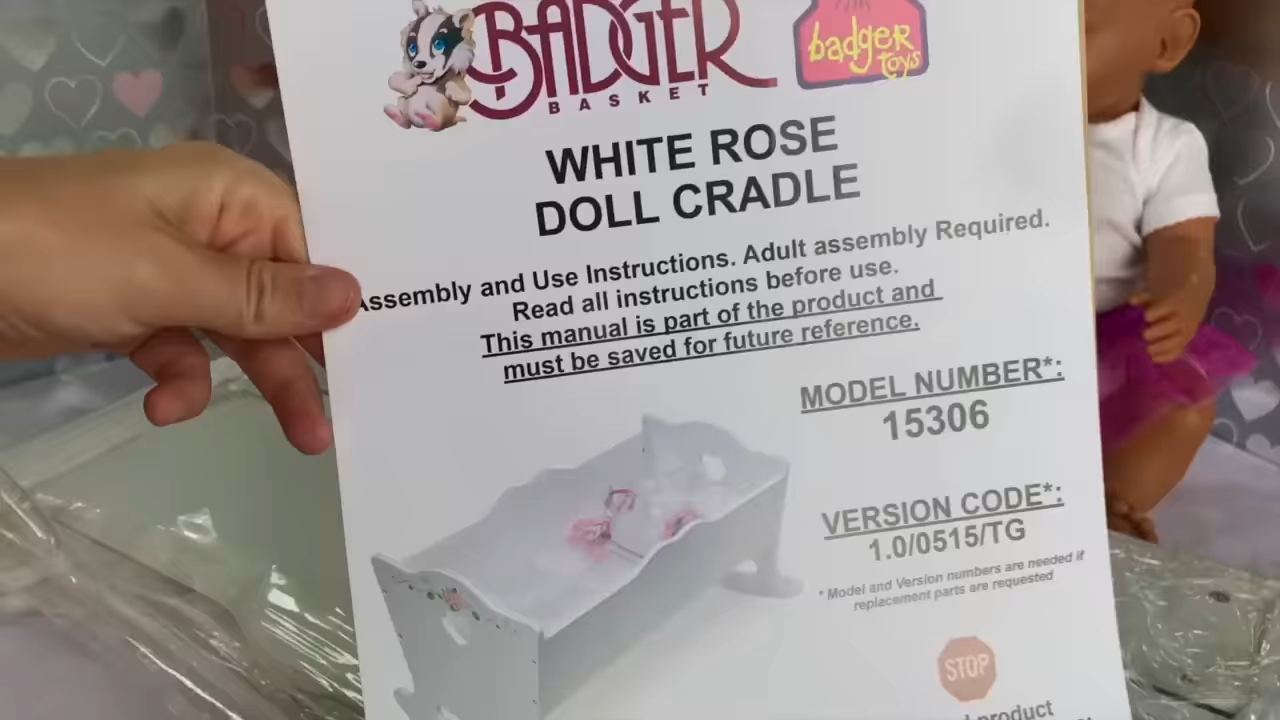 BADGER
BASKET
badger
toys
WHITE ROSE
DOLL CRADLE
Assembly and Use Instructions. Adult assembly Required.
Read all instructions before use.
This manual is part of the product and
must be saved for future reference.
MODEL NUMBER*:
15306
VERSION CODE*:
1.0/0515/TG
* Model and Version numbers are needed if
replacement parts are requested
STOP
product